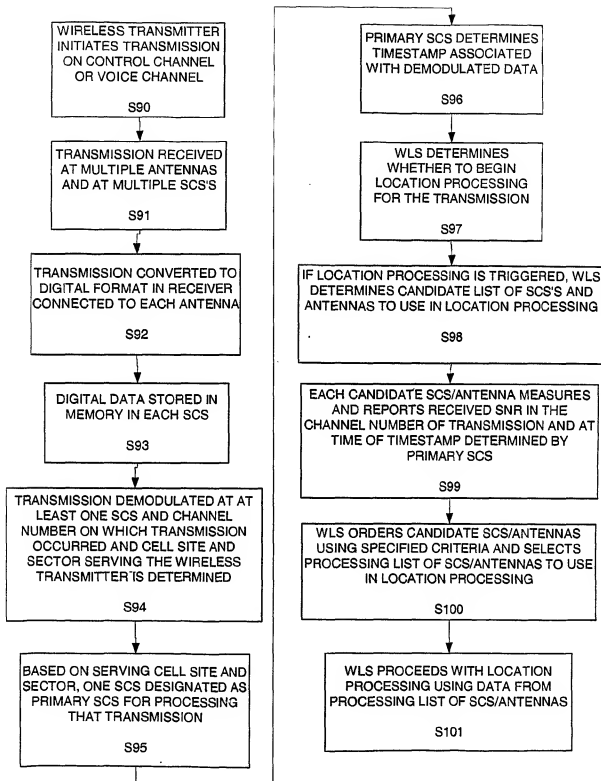 WIRELESS TRANSMITTER
INITIATES TRANSMISSION
ON CONTROL CHANNEL
OR VOICE CHANNEL
S90
TRANSMISSION RECEIVED
AT MULTIPLE ANTENNAS
AND AT MULTIPLE SCS'S
S91
TRANSMISSION CONVERTED TO
DIGITAL FORMAT IN RECEIVER
CONNECTED TO EACH ANTENNA
S92
DIGITAL DATA STORED IN
MEMORY IN EACH SCS
S93
TRANSMISSION DEMODULATED AT AT
LEAST ONE SCS AND CHANNEL
NUMBER ON WHICH TRANSMISSION
OCCURRED AND CELL SITE AND
SECTOR SERVING THE WIRELESS
TRANSMITTER IS DETERMINED
S94
BASED ON SERVING CELL SITE AND
SECTOR, ONE SCS DESIGNATED AS
PRIMARY SCS FOR PROCESSING
THAT TRANSMISSION
S95
PRIMARY SCS DETERMINES
TIMESTAMP ASSOCIATED
WITH DEMODULATED DATA
S96
WLS DETERMINES
WHETHER TO BEGIN
LOCATION PROCESSING
FOR THE TRANSMISSION
S97
IF LOCATION PROCESSING IS TRIGGERED, WLS
DETERMINES CANDIDATE LIST OF SCS'S AND
ANTENNAS TO USE IN LOCATION PROCESSING
S98
EACH CANDIDATE SCS/ANTENNA MEASURES
AND REPORTS RECEIVED SNR IN THE
CHANNEL NUMBER OF TRANSMISSION AND AT
TIME OF TIMESTAMP DETERMINED BY
PRIMARY SCS
S99
WLS ORDERS CANDIDATE SCS/ANTENNAS
USING SPECIFIED CRITERIA AND SELECTS
PROCESSING LIST OF SCS/ANTENNAS TO USE
IN LOCATION PROCESSING
S100
WLS PROCEEDS WITH LOCATION
PROCESSING USING DATA FROM
PROCESSING LIST OF SCS/ANTENNAS
S101